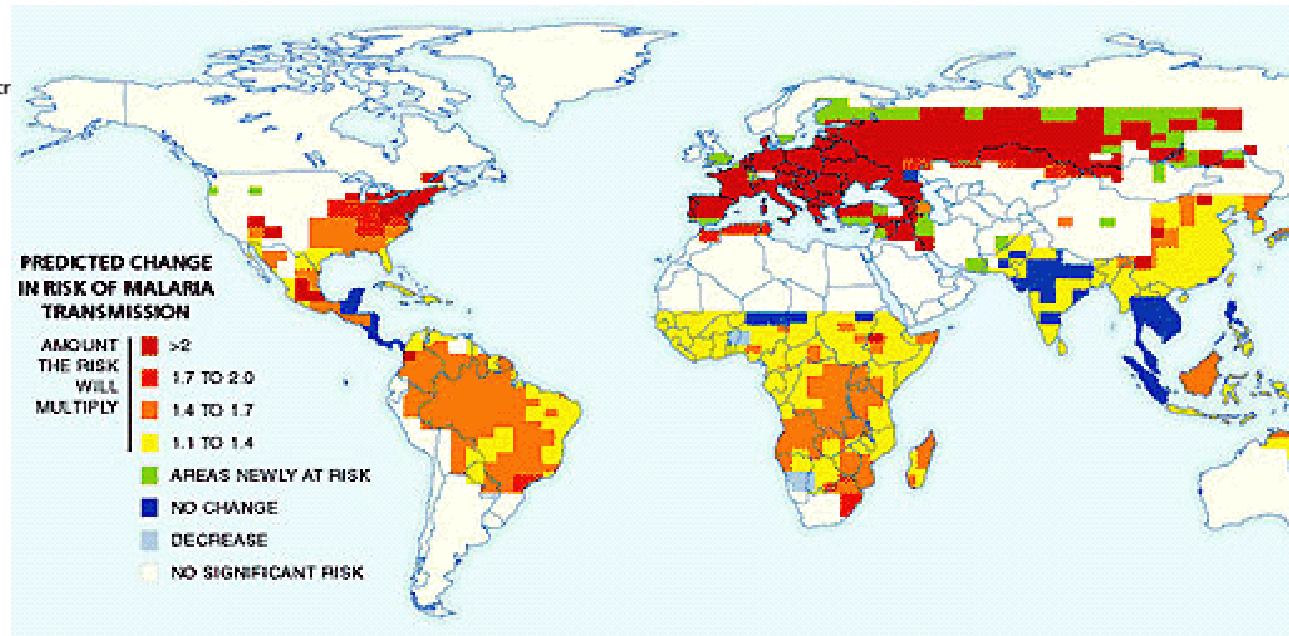 cr
PREDICTED CHANGE
IN RISK OF MALARIA
TRANSMISSION
AMOUNT
THE RISK
WILL
MULTIPLY
>2
1.7 TO 2.0
1.4 TO 1.7
1.1 TO 1.4
AREAS NEWLY AT RISK
NO CHANGE
DECREASE
NO SIGNIFICANT RISK